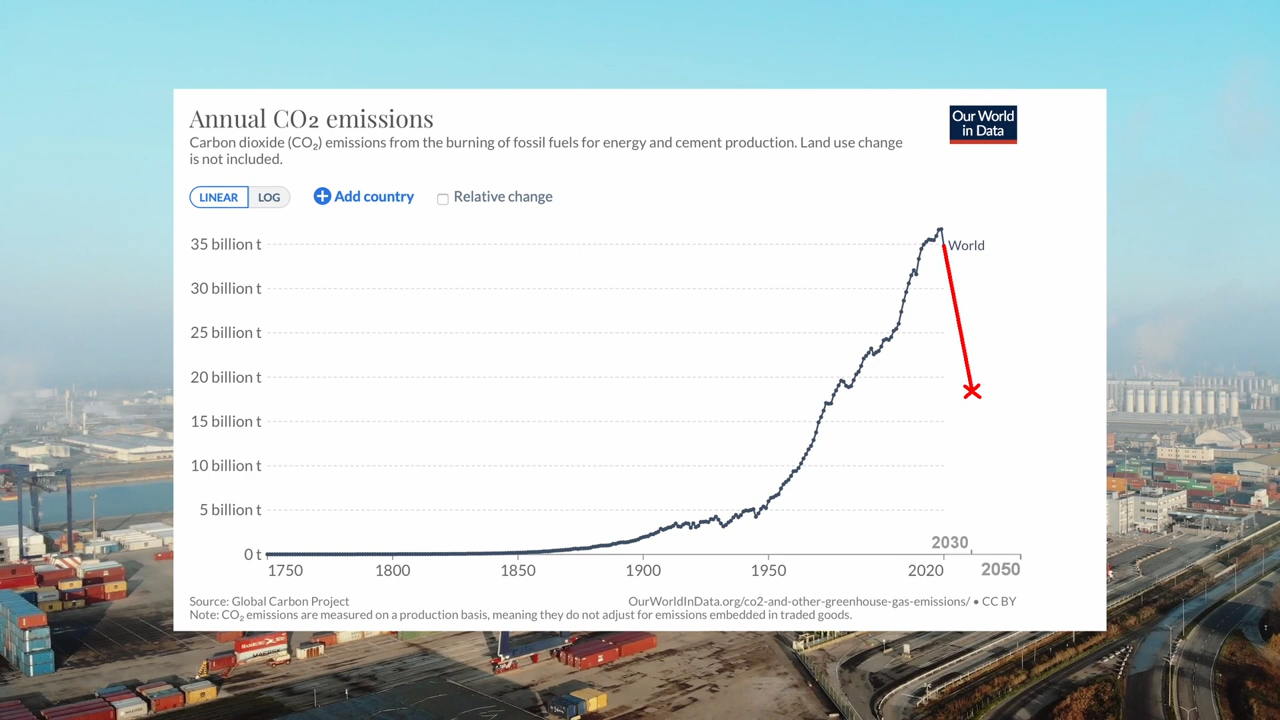 Annual CO₂ emissions
Our World
in Data
Carbon dioxide (CO₂) emissions from the burning of fossil fuels for energy and cement production. Land use change
is not included.
LINEAR LOG Add country Relative change
35 billion t
World
30 billion t
25 billion t
20 billion t
15 billion t
10 billion t
5 billion t
0 t
2030
1750 1800 1850 1900 1950 2020 2050
Source: Global Carbon Project
OurWorldInData.org/co2-and-other-greenhouse-gas-emissions/ • CC BY
Note: CO₂ emissions are measured on a production basis, meaning they do not adjust for emissions embedded in traded goods.